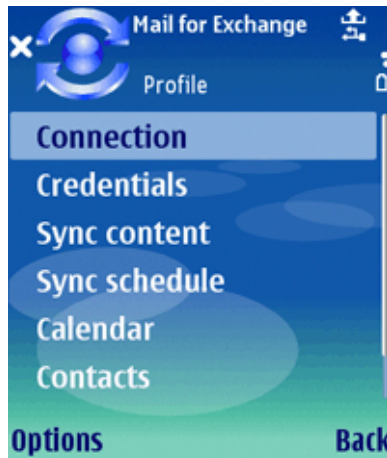 Mail for Exchange
Profile
Connection
Credentials
Sync content
Sync schedule
Calendar
Contacts
Options
Back